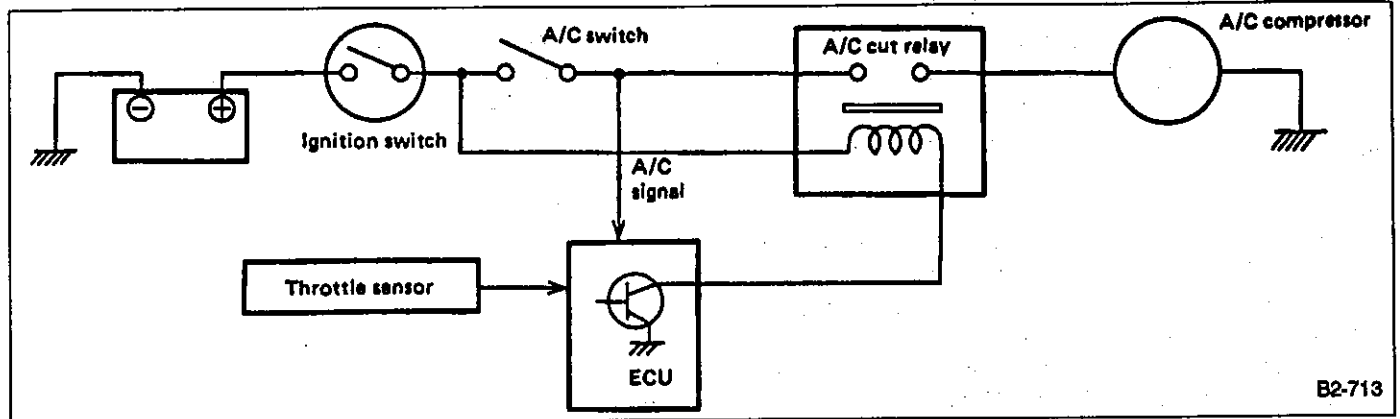 A/C compressor
A/C switch
A/C cut relay
− +
Ignition switch
A/C
signal
Throttle sensor
ECU
B2-713